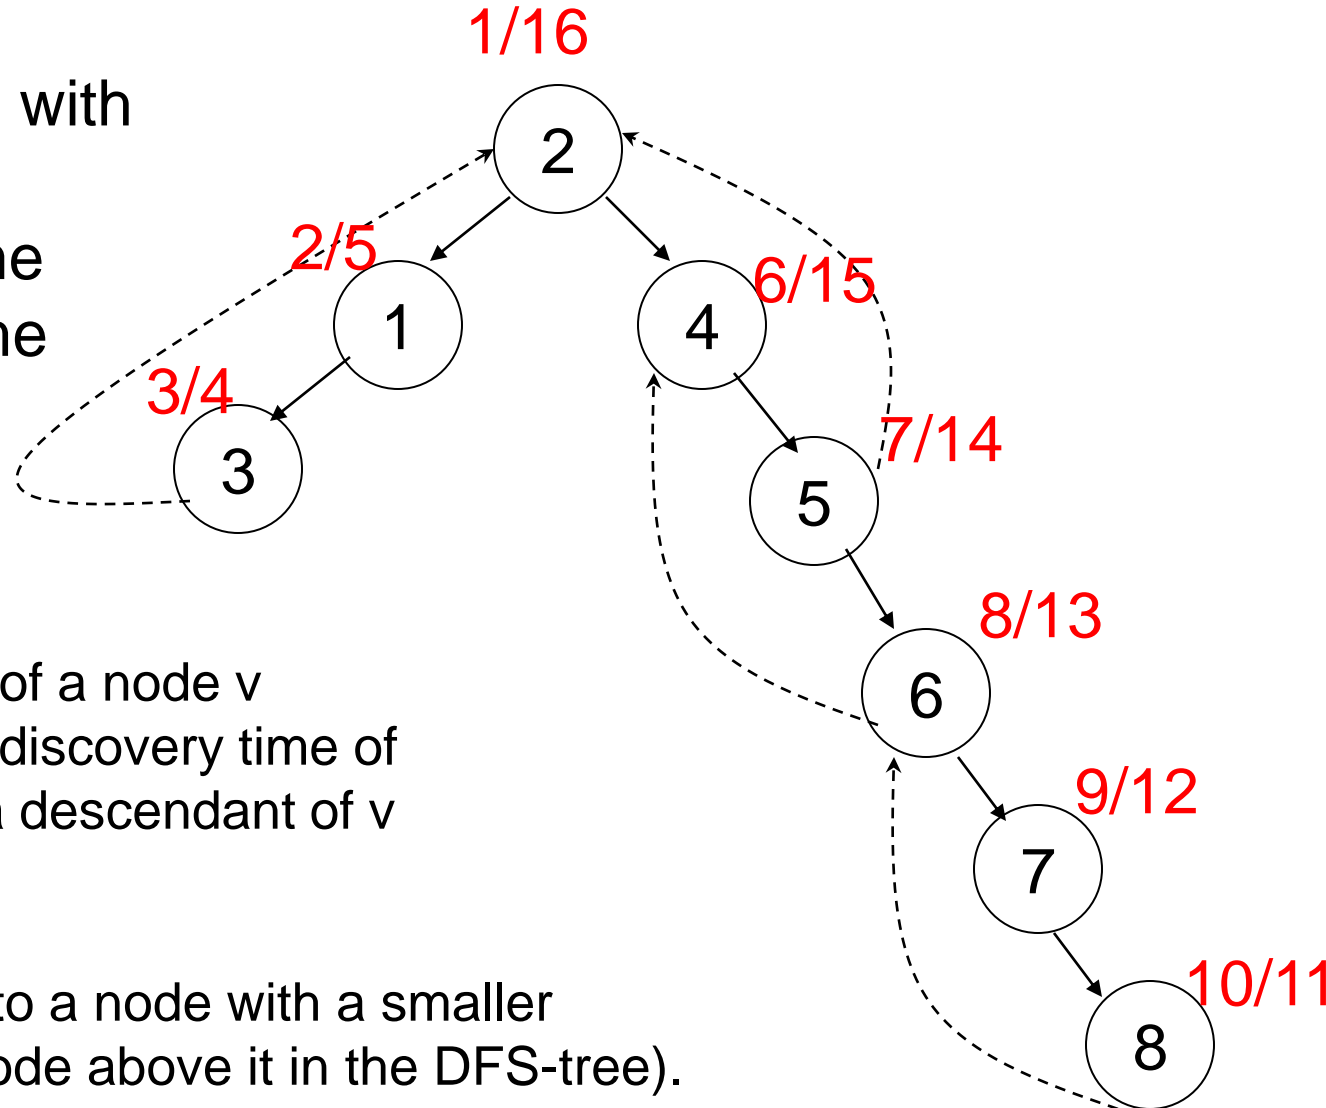 1/16
with
2
2/5
ne
6/15
1
4
ne
3/4
7/14
3
5
8/13
of a node v
6
discovery time of
9/12
a descendant of v
7
10/11
to a node with a smaller
8
ode above it in the DFS-tree).